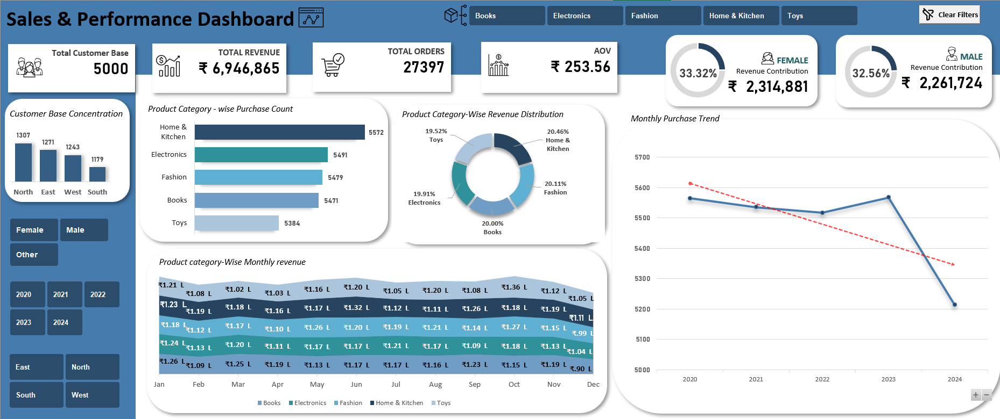 Sales & Performance Dashboard
Books
Electronics
Fashion
Home & Kitchen
Toys
Clear Filters
Total Customer Base
5000
TOTAL REVENUE
₹ 6,946,865
TOTAL ORDERS
27397
AOV
₹ 253.56
33.32%
FEMALE
Revenue Contribution
₹ 2,314,881
32.56%
MALE
Revenue Contribution
₹ 2,261,724
Customer Base Concentration
1307
1271
1243
1179
North East West South
Female
Male
Other
2020
2021
2022
2023
2024
East
North
South
West
Product Category - wise Purchase Count
Home &
Kitchen
5572
Electronics
5491
Fashion
5479
Books
5471
Toys
5384
Product Category-Wise Revenue Distribution
19.52%
Toys
20.46%
Home &
Kitchen
20.11%
Fashion
19.91%
Electronics
20.00%
Books
Product category-Wise Monthly revenue
₹1.21 L ₹1.08 L ₹1.02 L ₹1.03 L ₹1.16 L ₹1.20 L ₹1.05 L ₹1.20 L ₹1.08 L ₹1.36 L ₹1.12 L ₹1.05 L
₹1.23 L ₹1.19 L ₹1.18 L ₹1.16 L ₹1.17 L ₹1.32 L ₹1.12 L ₹1.11 L ₹1.26 L ₹1.18 L ₹1.19 L ₹1.11 L
₹1.18 L ₹1.12 L ₹1.17 L ₹1.10 L ₹1.26 L ₹1.20 L ₹1.19 L ₹1.21 L ₹1.14 L ₹1.27 L ₹1.15 L ₹.99 L
₹1.24 L ₹1.13 L ₹1.20 L ₹1.11 L ₹1.17 L ₹1.17 L ₹1.21 L ₹1.17 L ₹1.09 L ₹1.18 L ₹1.13 L ₹1.04 L
₹1.26 L ₹1.09 L ₹1.25 L ₹1.19 L ₹1.13 L ₹1.17 L ₹1.17 L ₹1.16 L ₹1.23 L ₹1.15 L ₹1.19 L ₹.90 L
Jan Feb Mar Apr May Jun Jul Aug Sep Oct Nov Dec
Books Electronics Fashion Home & Kitchen Toys
Monthly Purchase Trend
5700
5600
5500
5400
5300
5200
5100
5000
2020 2021 2022 2023 2024
+ −